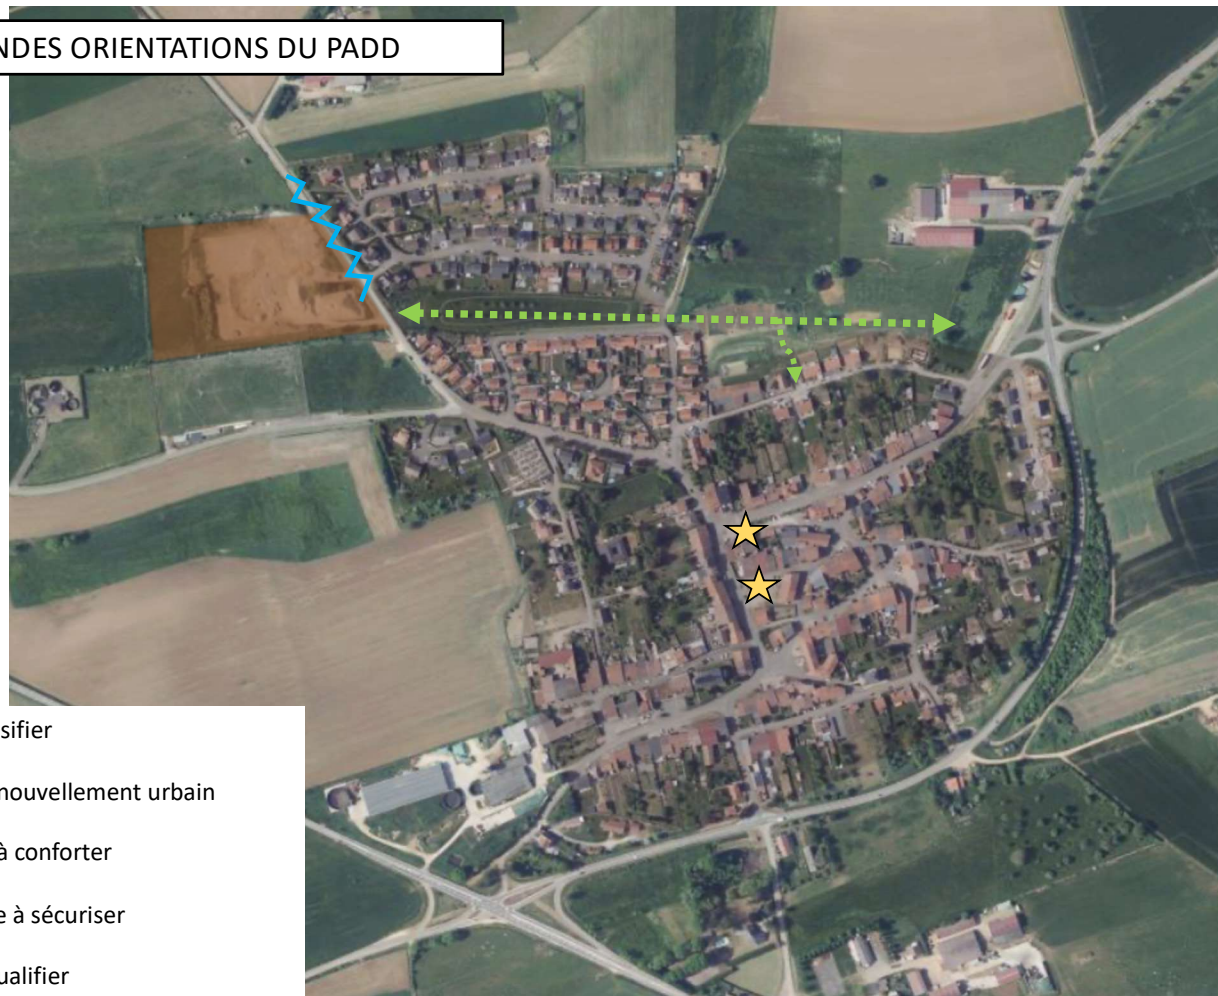 NDES ORIENTATIONS DU PADD
sifier
nouvellement urbain
à conforter
e à sécuriser
ualifier